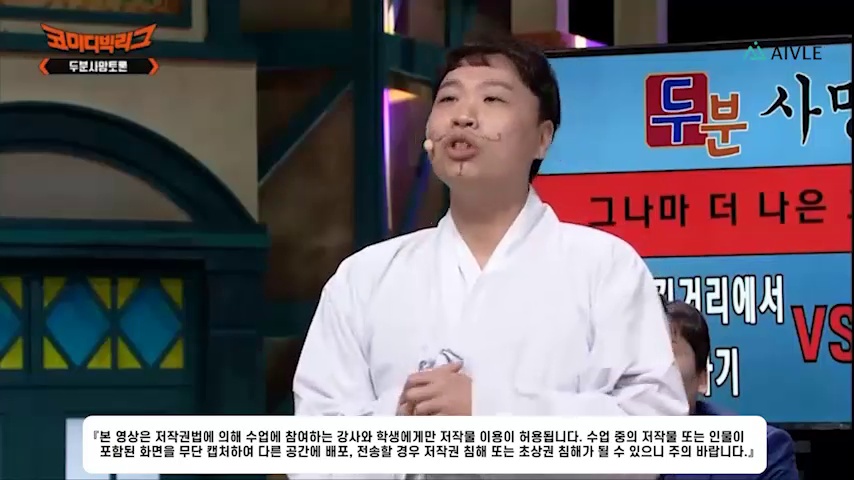 코미디빅리그
두분사망토론
AIVLE
두분 사망
그나마 더 나은
길거리에서
VS
하기
『본 영상은 저작권법에 의해 수업에 참여하는 강사와 학생에게만 저작물 이용이 허용됩니다. 수업 중의 저작물 또는 인물이
포함된 화면을 무단 캡처하여 다른 공간에 배포, 전송할 경우 저작권 침해 또는 초상권 침해가 될 수 있으니 주의 바랍니다.』